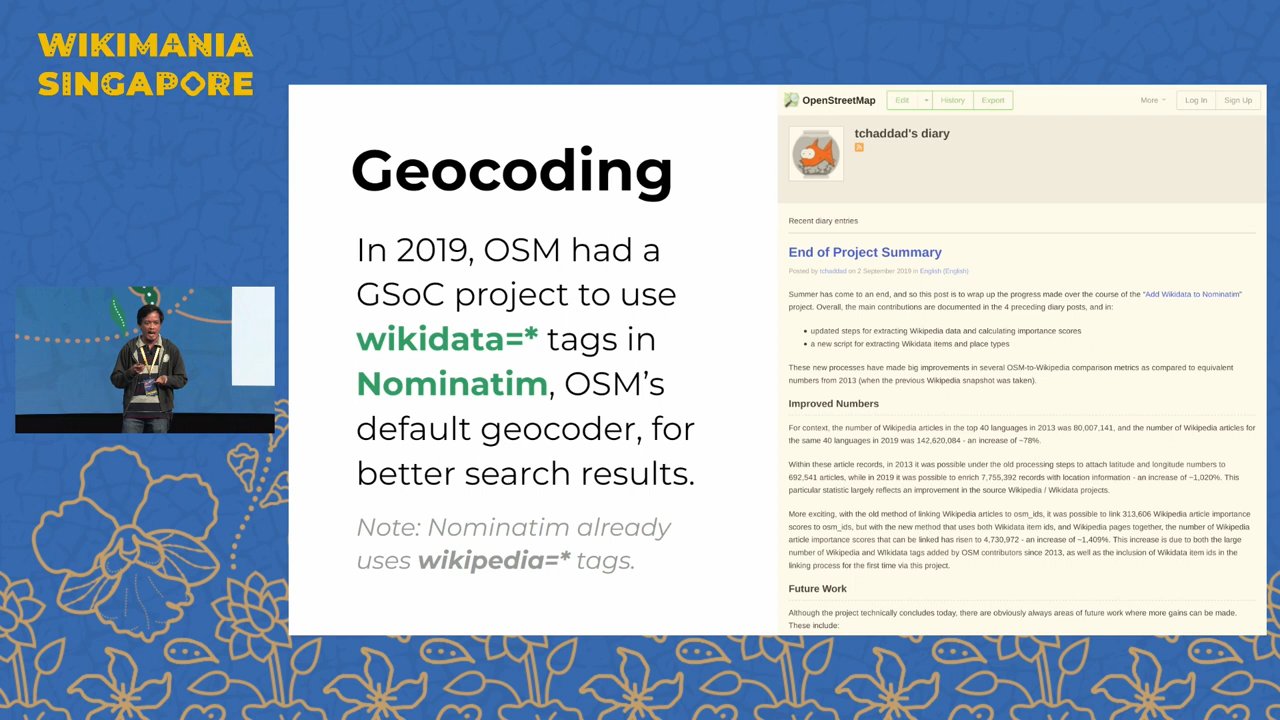 WIKIMANIA
SINGAPORE
Geocoding
In 2019, OSM had a
GSoC project to use
wikidata=* tags in
Nominatim, OSM’s
default geocoder, for
better search results.
Note: Nominatim already
uses wikipedia=* tags.
OpenStreetMap
Edit
History
Export
More
Log In
Sign Up
tchaddad's diary
Recent diary entries
End of Project Summary
Posted by tchaddad on 2 September 2019 in English (English)
Summer has come to an end, and so this post is to wrap up the progress made over the course of the “Add Wikidata to Nominatim”
project. Overall, the main contributions are documented in the 4 preceding diary posts, and in:
• updated steps for extracting Wikipedia data and calculating importance scores
• a new script for extracting Wikidata items and place types
These new processes have made big improvements in several OSM-to-Wikipedia comparison metrics as compared to equivalent
numbers from 2013 (when the previous Wikipedia snapshot was taken).
Improved Numbers
For context, the number of Wikipedia articles in the top 40 languages in 2013 was 80,007,141, and the number of Wikipedia articles for
the same 40 languages in 2019 was 142,620,084 - an increase of ~78%.
Within these article records, in 2013 it was possible under the old processing steps to attach latitude and longitude numbers to
692,541 articles, while in 2019 it was possible to enrich 7,755,392 records with location information - an increase of ~1,020%. This
particular statistic largely reflects an improvement in the source Wikipedia / Wikidata projects.
More exciting, with the old method of linking Wikipedia articles to osm_ids, it was possible to link 313,606 Wikipedia article importance
scores to osm_ids, but with the new method that uses both Wikidata item ids, and Wikipedia pages together, the number of Wikipedia
article importance scores that can be linked has risen to 4,730,972 - an increase of ~1,409%. This increase is due to both the large
number of Wikipedia and WIkidata tags added by OSM contributors since 2013, as well as the inclusion of Wikidata item ids in the
linking process for the first time via this project.
Future Work
Although the project technically concludes today, there are obviously always areas of future work where more gains can be made.
These include: